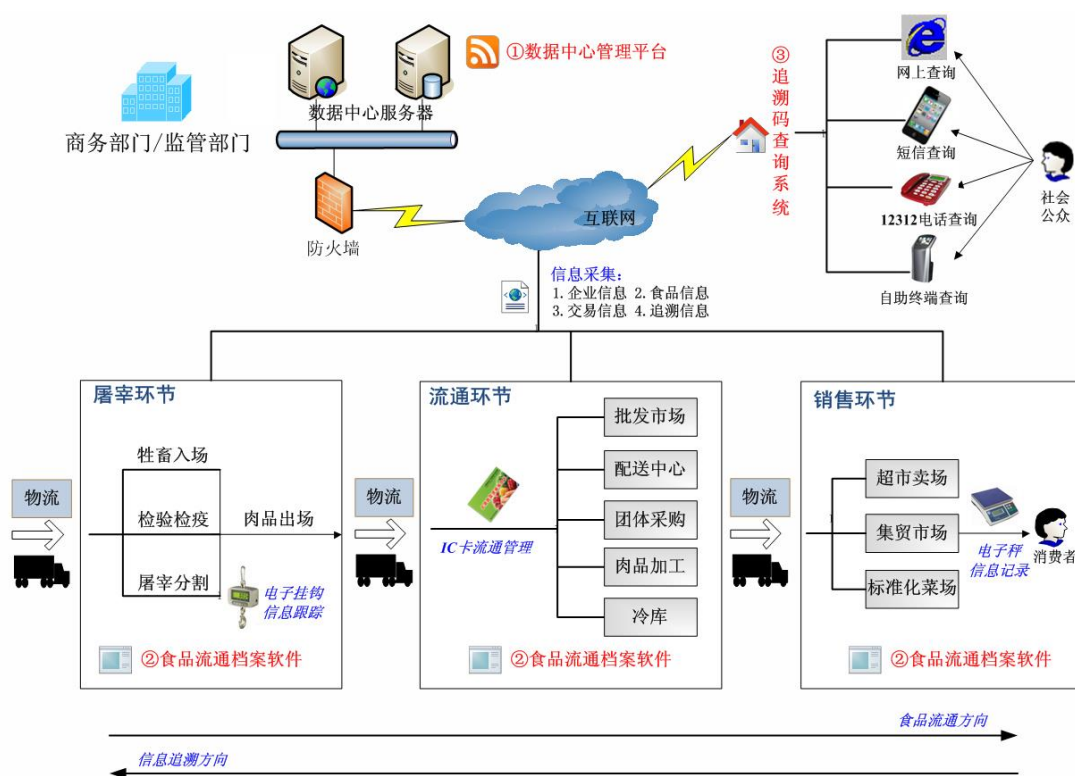 ①数据中心管理平台
数据中心服务器
商务部门/监管部门
防火墙
互联网
③追溯码查询系统
网上查询
短信查询
12312电话查询
自助终端查询
社会
公众
信息采集:
1. 企业信息 2. 食品信息
3. 交易信息 4. 追溯信息
屠宰环节
物流
牲畜入场
检验检疫
屠宰分割
肉品出场
电子挂钩
信息跟踪
②食品流通档案软件
流通环节
物流
IC卡流通管理
批发市场
配送中心
团体采购
肉品加工
冷库
②食品流通档案软件
销售环节
物流
超市卖场
集贸市场
标准化菜场
电子秤
信息记录
消费者
②食品流通档案软件
食品流通方向
信息追溯方向